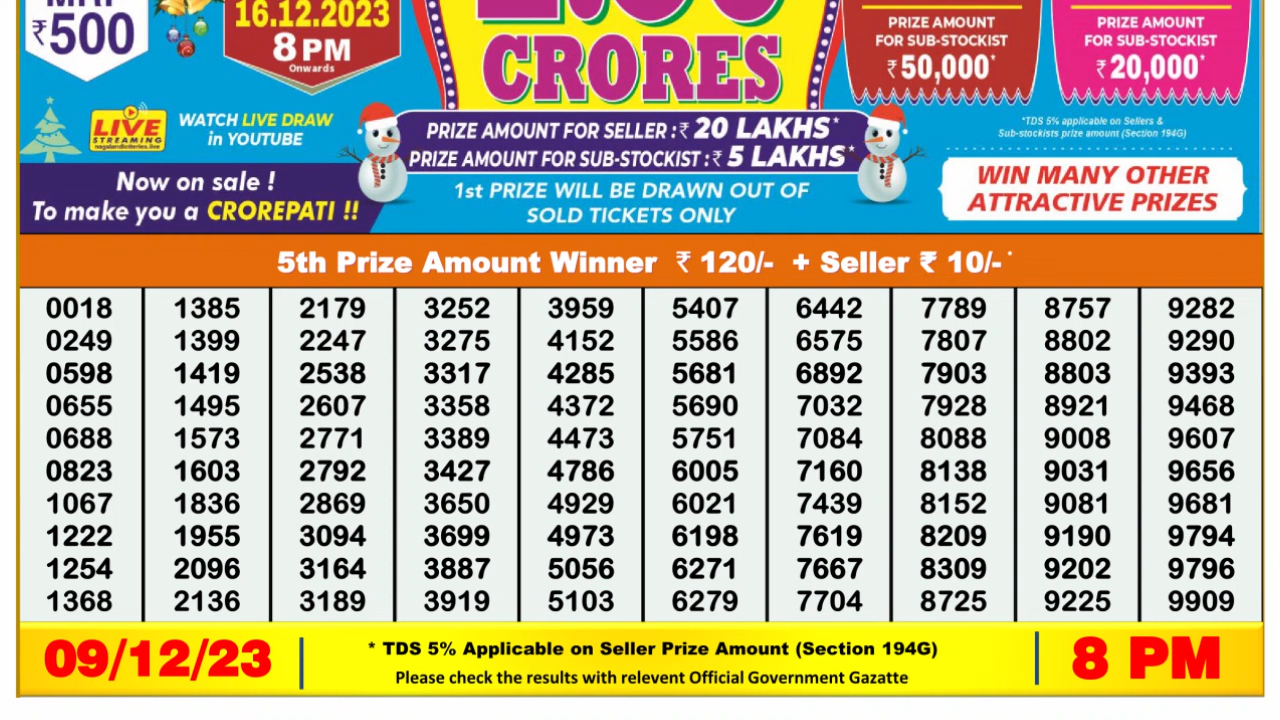 ₹500
16.12.2023
8 PM
Onwards
CRORES
PRIZE AMOUNT
FOR SUB-STOCKIST
₹50,000*
PRIZE AMOUNT
FOR SUB-STOCKIST
₹20,000*
LIVE
STREAMING
nagalandlotteries.live
WATCH LIVE DRAW
in YOUTUBE
PRIZE AMOUNT FOR SELLER :₹ 20 LAKHS*
PRIZE AMOUNT FOR SUB-STOCKIST :₹ 5 LAKHS*
*TDS 5% applicable on Sellers &
Sub-stockists prize amount (Section 194G)
Now on sale !
To make you a CROREPATI !!
1st PRIZE WILL BE DRAWN OUT OF
SOLD TICKETS ONLY
WIN MANY OTHER
ATTRACTIVE PRIZES
5th Prize Amount Winner ₹ 120/- + Seller ₹ 10/-*
0018 1385 2179 3252 3959 5407 6442 7789 8757 9282
0249 1399 2247 3275 4152 5586 6575 7807 8802 9290
0598 1419 2538 3317 4285 5681 6892 7903 8803 9393
0655 1495 2607 3358 4372 5690 7032 7928 8921 9468
0688 1573 2771 3389 4473 5751 7084 8088 9008 9607
0823 1603 2792 3427 4786 6005 7160 8138 9031 9656
1067 1836 2869 3650 4929 6021 7439 8152 9081 9681
1222 1955 3094 3699 4973 6198 7619 8209 9190 9794
1254 2096 3164 3887 5056 6271 7667 8309 9202 9796
1368 2136 3189 3919 5103 6279 7704 8725 9225 9909
09/12/23
* TDS 5% Applicable on Seller Prize Amount (Section 194G)
Please check the results with relevent Official Government Gazatte
8 PM